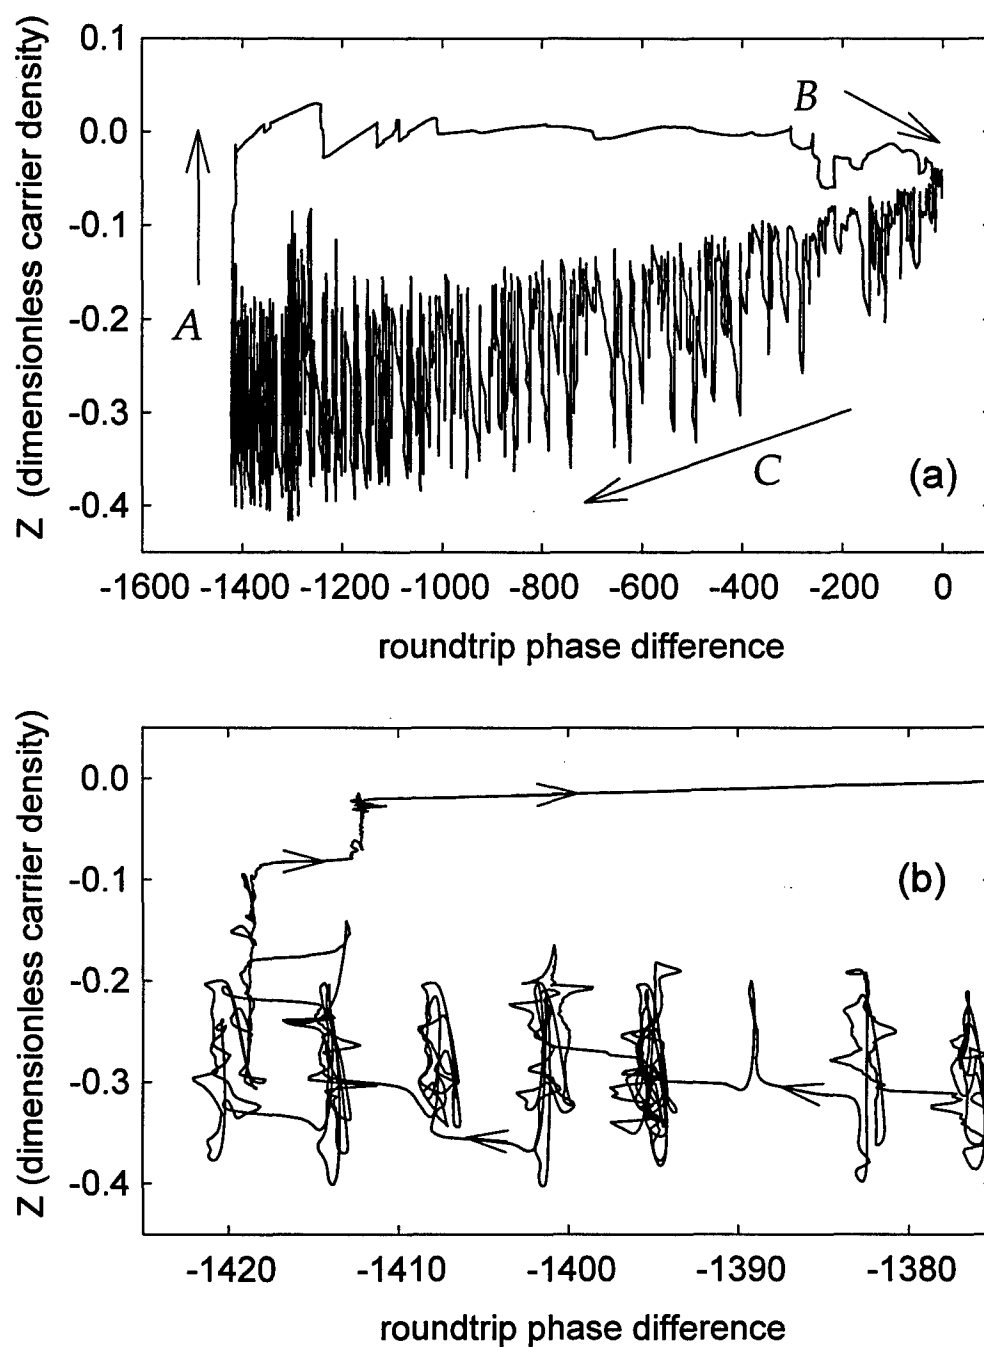 Z (dimensionless carrier density)
0.1
0.0
-0.1
-0.2
-0.3
-0.4
A
B
C
(a)
-1600 -1400 -1200 -1000 -800 -600 -400 -200 0
roundtrip phase difference
Z (dimensionless carrier density)
0.0
-0.1
-0.2
-0.3
-0.4
(b)
-1420 -1410 -1400 -1390 -1380
roundtrip phase difference